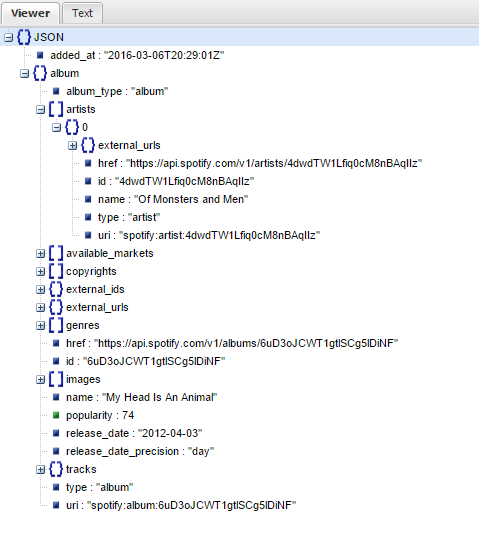 Viewer Text
JSON
added_at : "2016-03-06T20:29:01Z"
album
album_type : "album"
artists
0
external_urls
href : "https://api.spotify.com/v1/artists/4dwdTW1Lfiq0cM8nBAqIIz"
id : "4dwdTW1Lfiq0cM8nBAqIIz"
name : "Of Monsters and Men"
type : "artist"
uri : "spotify:artist:4dwdTW1Lfiq0cM8nBAqIIz"
available_markets
copyrights
external_ids
external_urls
genres
href : "https://api.spotify.com/v1/albums/6uD3oJCWT1gtlSCg5lDiNF"
id : "6uD3oJCWT1gtlSCg5lDiNF"
images
name : "My Head Is An Animal"
popularity : 74
release_date : "2012-04-03"
release_date_precision : "day"
tracks
type : "album"
uri : "spotify:album:6uD3oJCWT1gtlSCg5lDiNF"